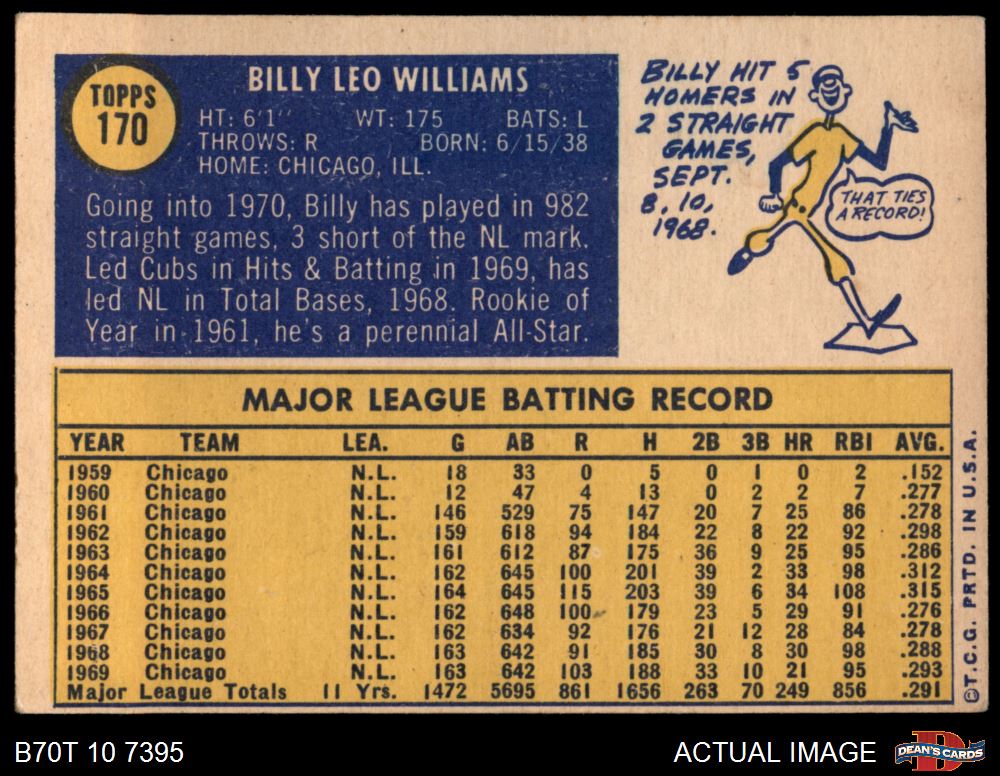 TOPPS
170
BILLY LEO WILLIAMS
HT: 6'1" WT: 175 BATS: L
THROWS: R BORN: 6/15/38
HOME: CHICAGO, ILL.
Going into 1970, Billy has played in 982
straight games, 3 short of the NL mark.
Led Cubs in Hits & Batting in 1969, has
led NL in Total Bases, 1968. Rookie of
Year in 1961, he's a perennial All-Star.
BILLY HIT 5
HOMERS IN
2 STRAIGHT
GAMES,
SEPT.
8, 10,
1968.
THAT TIES
A RECORD!
MAJOR LEAGUE BATTING RECORD
YEAR TEAM LEA. G AB R H 2B 3B HR RBI AVG.
1959 Chicago N.L. 18 33 0 5 0 1 0 2 .152
1960 Chicago N.L. 12 47 4 13 0 2 2 7 .277
1961 Chicago N.L. 146 529 75 147 20 7 25 86 .278
1962 Chicago N.L. 159 618 94 184 22 8 22 92 .298
1963 Chicago N.L. 161 612 87 175 36 9 25 95 .286
1964 Chicago N.L. 162 645 100 201 39 2 33 98 .312
1965 Chicago N.L. 164 645 115 203 39 6 34 108 .315
1966 Chicago N.L. 162 648 100 179 23 5 29 91 .276
1967 Chicago N.L. 162 634 92 176 21 12 28 84 .278
1968 Chicago N.L. 163 642 91 185 30 8 30 98 .288
1969 Chicago N.L. 163 642 103 188 33 10 21 95 .293
Major League Totals 11 Yrs. 1472 5695 861 1656 263 70 249 856 .291
©T.C.G. PRTD. IN U.S.A.
B70T 10 7395
ACTUAL IMAGE
DEAN'S CARDS